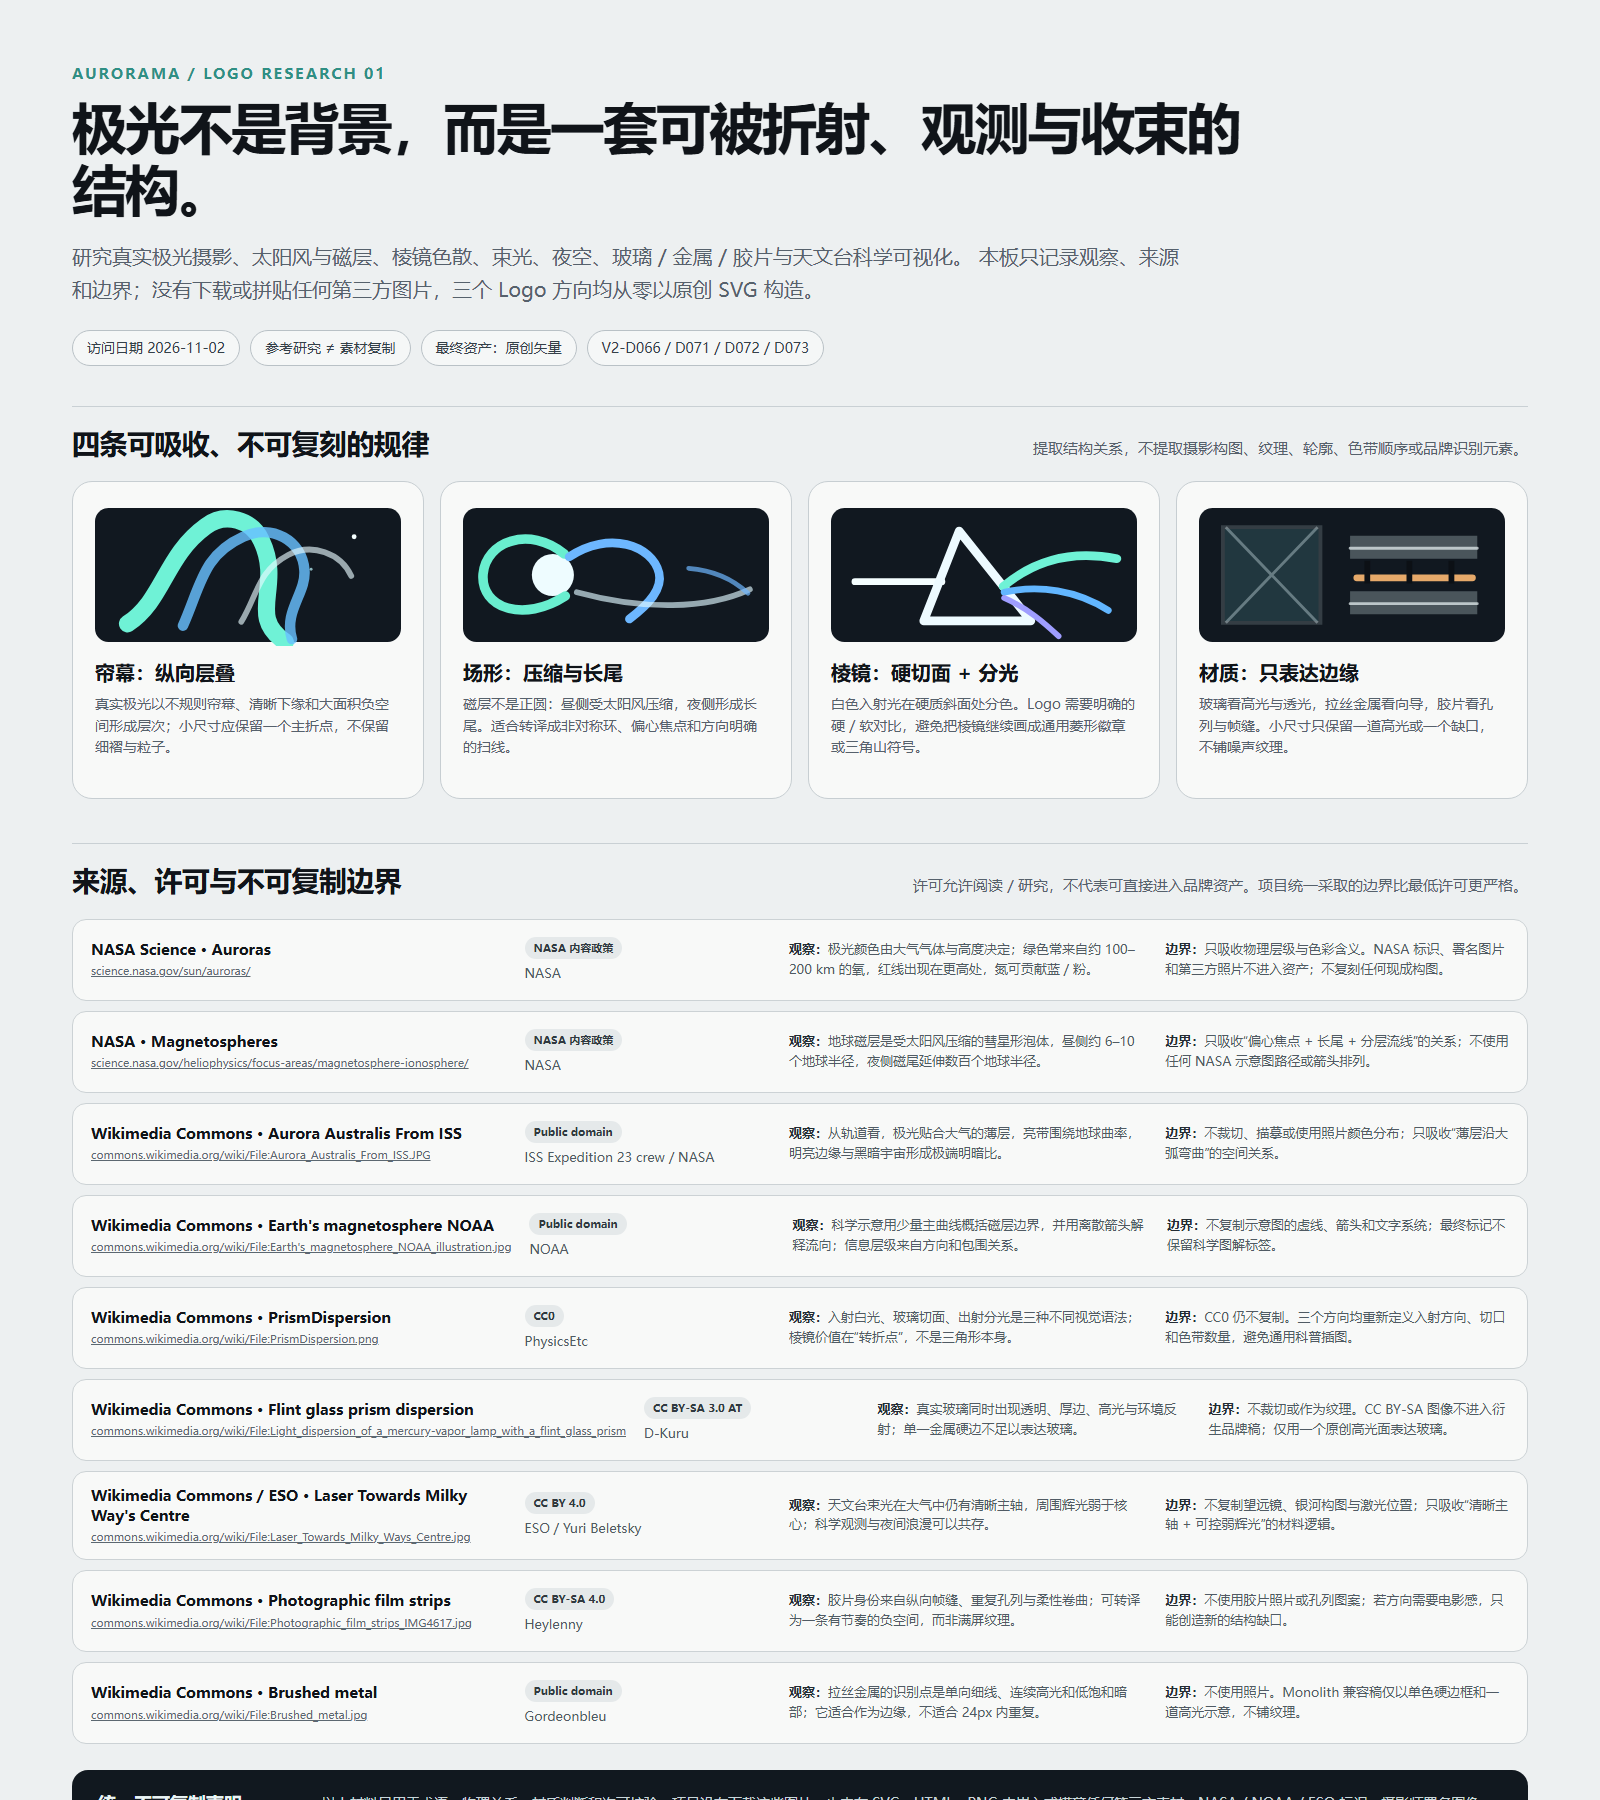 AURORAMA / LOGO RESEARCH 01
极光不是背景，而是一套可被折射、观测与收束的
结构。
研究真实极光摄影、太阳风与磁层、棱镜色散、束光、夜空、玻璃 / 金属 / 胶片与天文台科学可视化。 本板只记录观察、来源
和边界；没有下载或拼贴任何第三方图片，三个 Logo 方向均从零以原创 SVG 构造。
访问日期 2026-11-02
参考研究 ≠ 素材复制
最终资产：原创矢量
V2-D066 / D071 / D072 / D073
四条可吸收、不可复刻的规律
提取结构关系，不提取摄影构图、纹理、轮廓、色带顺序或品牌识别元素。
帘幕：纵向层叠
真实极光以不规则帘幕、清晰下缘和大面积负空
间形成层次；小尺寸应保留一个主折点，不保留
细褶与粒子。
场形：压缩与长尾
磁层不是正圆：昼侧受太阳风压缩，夜侧形成长
尾。适合转译成非对称环、偏心焦点和方向明确
的扫线。
棱镜：硬切面 + 分光
白色入射光在硬质斜面处分色。Logo 需要明确的
硬 / 软对比，避免把棱镜继续画成通用菱形徽章
或三角山符号。
材质：只表达边缘
玻璃看高光与透光，拉丝金属看向导，胶片看孔
列与帧缝。小尺寸只保留一道高光或一个缺口，
不铺噪声纹理。
来源、许可与不可复制边界
许可允许阅读 / 研究，不代表可直接进入品牌资产。项目统一采取的边界比最低许可更严格。
NASA Science • Auroras
science.nasa.gov/sun/auroras/
NASA 内容政策
NASA
观察：极光颜色由大气气体与高度决定；绿色常来自约 100–
200 km 的氧，红线出现在更高处，氮可贡献蓝 / 粉。
边界：只吸收物理层级与色彩含义。NASA 标识、署名图片
和第三方照片不进入资产；不复刻任何现成构图。
NASA • Magnetospheres
science.nasa.gov/heliophysics/focus-areas/magnetosphere-ionosphere/
NASA 内容政策
NASA
观察：地球磁层是受太阳风压缩的彗星形泡体，昼侧约 6–10
个地球半径，夜侧磁尾延伸数百个地球半径。
边界：只吸收“偏心焦点 + 长尾 + 分层流线”的关系；不使用
任何 NASA 示意图路径或箭头排列。
Wikimedia Commons • Aurora Australis From ISS
commons.wikimedia.org/wiki/File:Aurora_Australis_From_ISS.JPG
Public domain
ISS Expedition 23 crew / NASA
观察：从轨道看，极光贴合大气的薄层，亮带围绕地球曲率，
明亮边缘与黑暗宇宙形成极端明暗比。
边界：不裁切、描摹或使用照片颜色分布；只吸收“薄层沿大
弧弯曲”的空间关系。
Wikimedia Commons • Earth's magnetosphere NOAA
commons.wikimedia.org/wiki/File:Earth's_magnetosphere_NOAA_illustration.jpg
Public domain
NOAA
观察：科学示意用少量主曲线概括磁层边界，并用离散箭头解
释流向；信息层级来自方向和包围关系。
边界：不复制示意图的虚线、箭头和文字系统；最终标记不
保留科学图解标签。
Wikimedia Commons • PrismDispersion
commons.wikimedia.org/wiki/File:PrismDispersion.png
CC0
PhysicsEtc
观察：入射白光、玻璃切面、出射分光是三种不同视觉语法；
棱镜价值在“转折点”，不是三角形本身。
边界：CC0 仍不复制。三个方向均重新定义入射方向、切口
和色带数量，避免通用科普插图。
Wikimedia Commons • Flint glass prism dispersion
commons.wikimedia.org/wiki/File:Light_dispersion_of_a_mercury-vapor_lamp_with_a_flint_glass_prism
CC BY-SA 3.0 AT
D-Kuru
观察：真实玻璃同时出现透明、厚边、高光与环境反
射；单一金属硬边不足以表达玻璃。
边界：不裁切或作为纹理。CC BY-SA 图像不进入衍
生品牌稿；仅用一个原创高光面表达玻璃。
Wikimedia Commons / ESO • Laser Towards Milky
Way's Centre
commons.wikimedia.org/wiki/File:Laser_Towards_Milky_Ways_Centre.jpg
CC BY 4.0
ESO / Yuri Beletsky
观察：天文台束光在大气中仍有清晰主轴，周围辉光弱于核
心；科学观测与夜间浪漫可以共存。
边界：不复制望远镜、银河构图与激光位置；只吸收“清晰主
轴 + 可控弱辉光”的材料逻辑。
Wikimedia Commons • Photographic film strips
commons.wikimedia.org/wiki/File:Photographic_film_strips_IMG4617.jpg
CC BY-SA 4.0
Heylenny
观察：胶片身份来自纵向帧缝、重复孔列与柔性卷曲；可转译
为一条有节奏的负空间，而非满屏纹理。
边界：不使用胶片照片或孔列图案；若方向需要电影感，只
能创造新的结构缺口。
Wikimedia Commons • Brushed metal
commons.wikimedia.org/wiki/File:Brushed_metal.jpg
Public domain
Gordeonbleu
观察：拉丝金属的识别点是单向细线、连续高光和低饱和暗
部；它适合作为边缘，不适合 24px 内重复。
边界：不使用照片。Monolith 兼容稿仅以单色硬边框和一
道高光示意，不铺纹理。